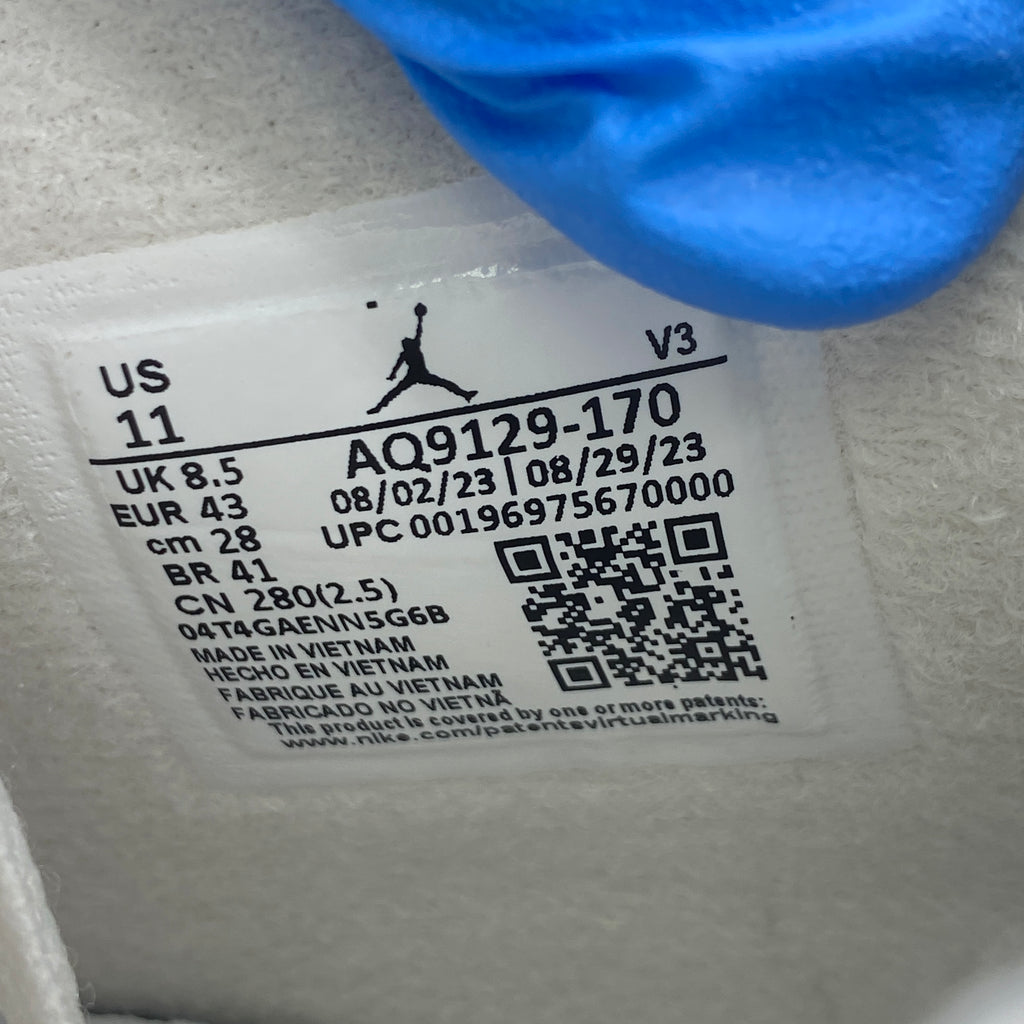 US
11
V3
UK 8.5
EUR 43
cm 28
BR 41
CN 280(2.5)
04T4GAENN5G6B
AQ9129-170
08/02/23 | 08/29/23
UPC 00196975670000
MADE IN VIETNAM
HECHO EN VIETNAM
FABRIQUE AU VIETNAM
FABRICADO NO VIETNÃ
This product is covered by one or more patents:
www.nike.com/patentsvirtualmarking